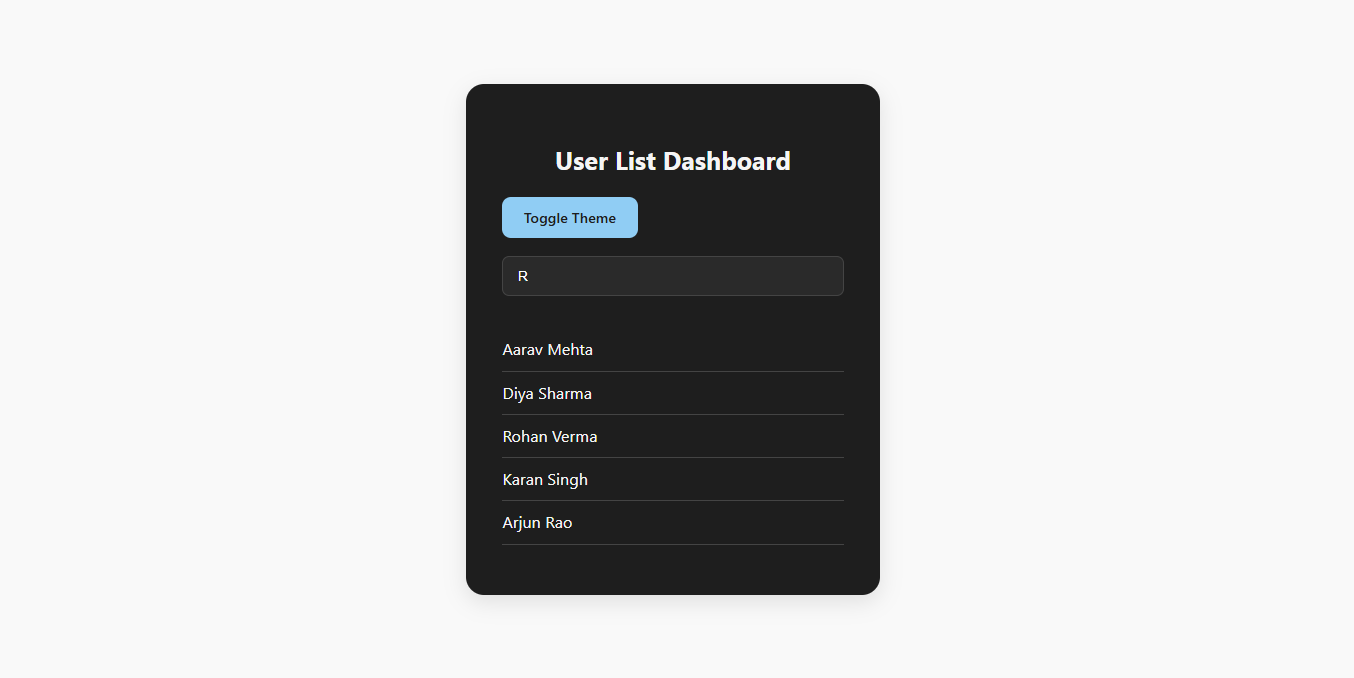 User List Dashboard
Toggle Theme
R
Aarav Mehta
Diya Sharma
Rohan Verma
Karan Singh
Arjun Rao